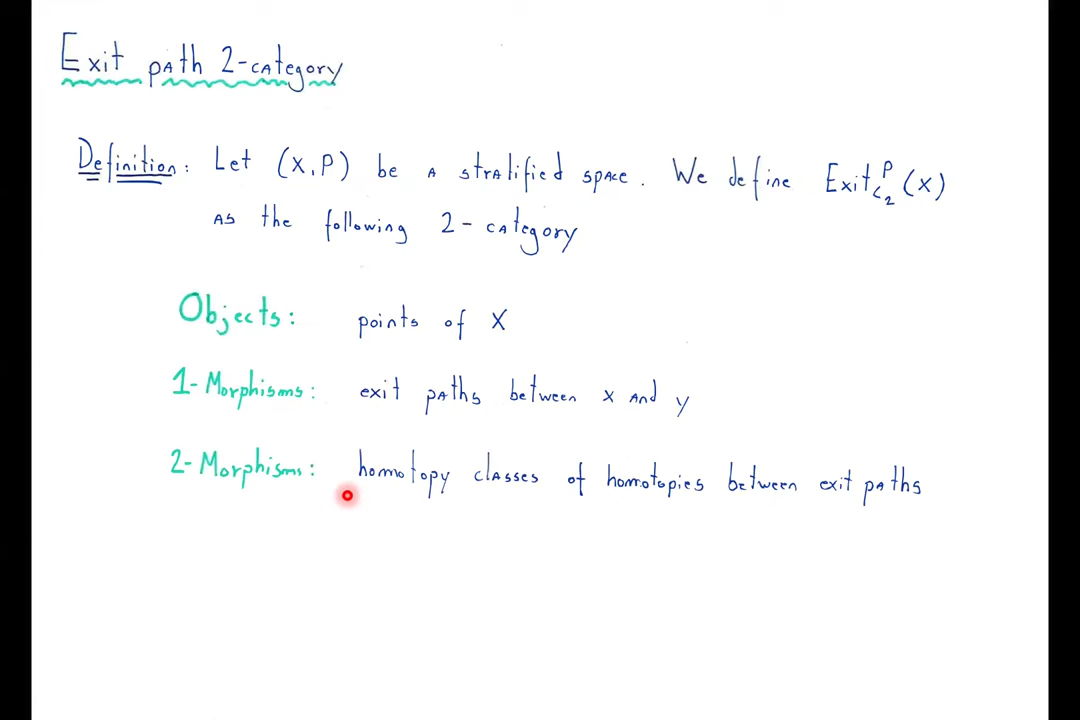 Exit path 2-category
Definition: Let (X,P) be a stratified space. We define Exit^P_{≤2}(X)
as the following 2-category
Objects: points of X
1-Morphisms: exit paths between x and y
2-Morphisms: homotopy classes of homotopies between exit paths